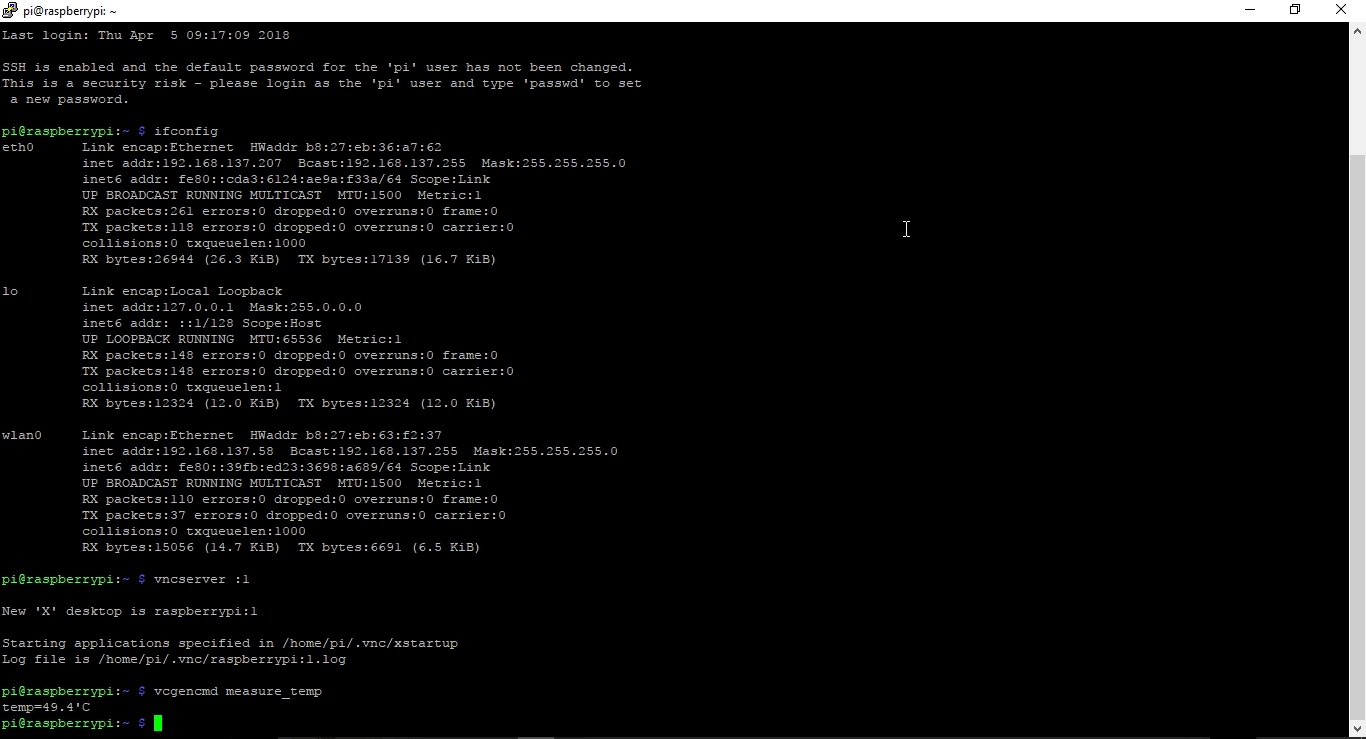 pi@raspberrypi: ~
Last login: Thu Apr  5 09:17:09 2018
SSH is enabled and the default password for the 'pi' user has not been changed.
This is a security risk - please login as the 'pi' user and type 'passwd' to set
 a new password.
pi@raspberrypi:~ $ ifconfig
eth0      Link encap:Ethernet  HWaddr b8:27:eb:36:a7:62
          inet addr:192.168.137.207  Bcast:192.168.137.255  Mask:255.255.255.0
          inet6 addr: fe80::cda3:6124:ae9a:f33a/64 Scope:Link
          UP BROADCAST RUNNING MULTICAST  MTU:1500  Metric:1
          RX packets:261 errors:0 dropped:0 overruns:0 frame:0
          TX packets:118 errors:0 dropped:0 overruns:0 carrier:0
          collisions:0 txqueuelen:1000
          RX bytes:26944 (26.3 KiB)  TX bytes:17139 (16.7 KiB)
lo        Link encap:Local Loopback
          inet addr:127.0.0.1  Mask:255.0.0.0
          inet6 addr: ::1/128 Scope:Host
          UP LOOPBACK RUNNING  MTU:65536  Metric:1
          RX packets:148 errors:0 dropped:0 overruns:0 frame:0
          TX packets:148 errors:0 dropped:0 overruns:0 carrier:0
          collisions:0 txqueuelen:1
          RX bytes:12324 (12.0 KiB)  TX bytes:12324 (12.0 KiB)
wlan0     Link encap:Ethernet  HWaddr b8:27:eb:63:f2:37
          inet addr:192.168.137.58  Bcast:192.168.137.255  Mask:255.255.255.0
          inet6 addr: fe80::39fb:ed23:3698:a689/64 Scope:Link
          UP BROADCAST RUNNING MULTICAST  MTU:1500  Metric:1
          RX packets:110 errors:0 dropped:0 overruns:0 frame:0
          TX packets:37 errors:0 dropped:0 overruns:0 carrier:0
          collisions:0 txqueuelen:1000
          RX bytes:15056 (14.7 KiB)  TX bytes:6691 (6.5 KiB)
pi@raspberrypi:~ $ vncserver :1
New 'X' desktop is raspberrypi:1
Starting applications specified in /home/pi/.vnc/xstartup
Log file is /home/pi/.vnc/raspberrypi:1.log
pi@raspberrypi:~ $ vcgencmd measure_temp
temp=49.4'C
pi@raspberrypi:~ $